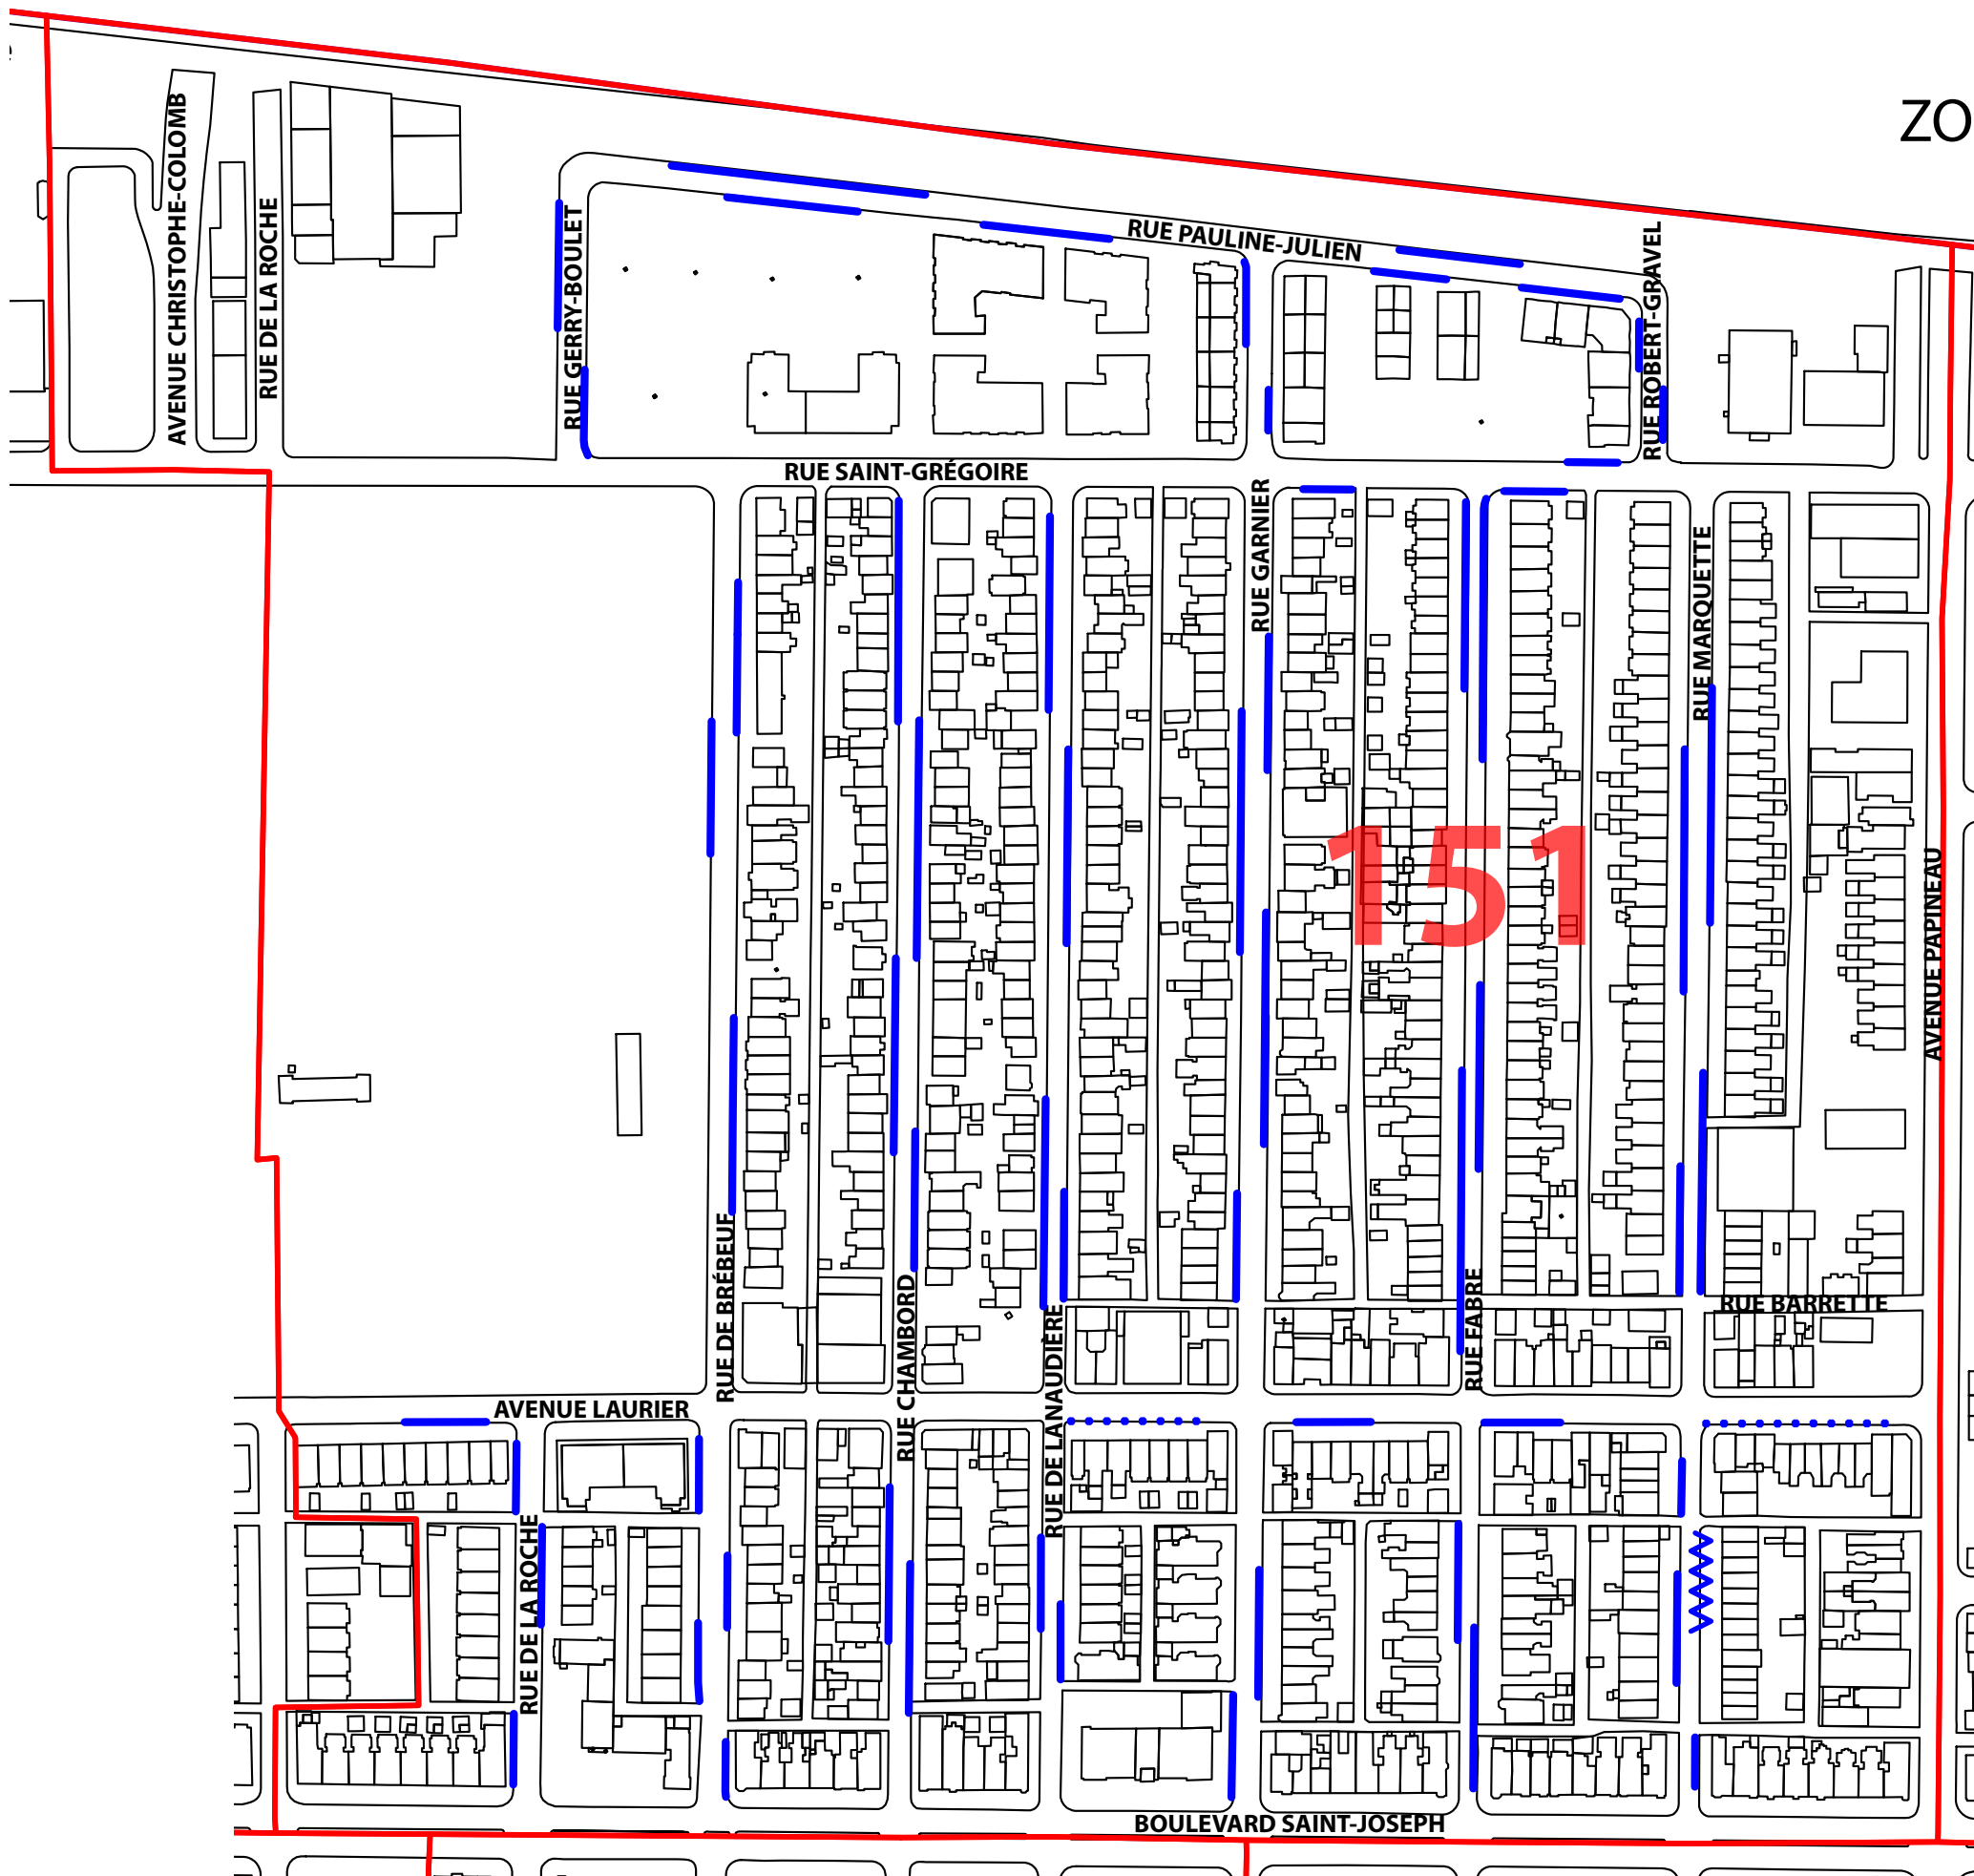 ZO
AVENUE CHRISTOPHE-COLOMB
RUE DE LA ROCHE
RUE GERRY-BOULET
RUE PAULINE-JULIEN
RUE ROBERT-GRAVEL
RUE SAINT-GRÉGOIRE
RUE GARNIER
RUE MARQUETTE
151
AVENUE PAPINEAU
RUE DE BRÉBEUF
RUE CHAMBORD
RUE DE LANAUDIÈRE
RUE FABRE
RUE BARRETTE
AVENUE LAURIER
RUE DE LA ROCHE
BOULEVARD SAINT-JOSEPH